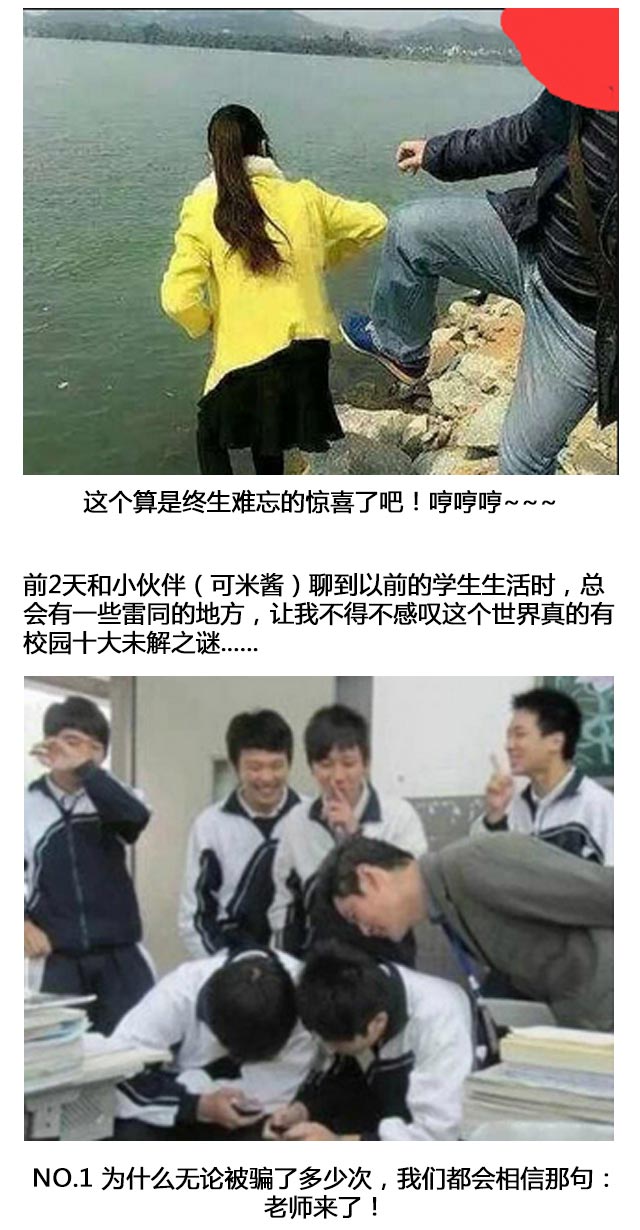 这个算是终生难忘的惊喜了吧！哼哼哼~~~
前2天和小伙伴（可米酱）聊到以前的学生生活时，总
会有一些雷同的地方，让我不得不感叹这个世界真的有
校园十大未解之谜......
NO.1 为什么无论被骗了多少次，我们都会相信那句：
老师来了！